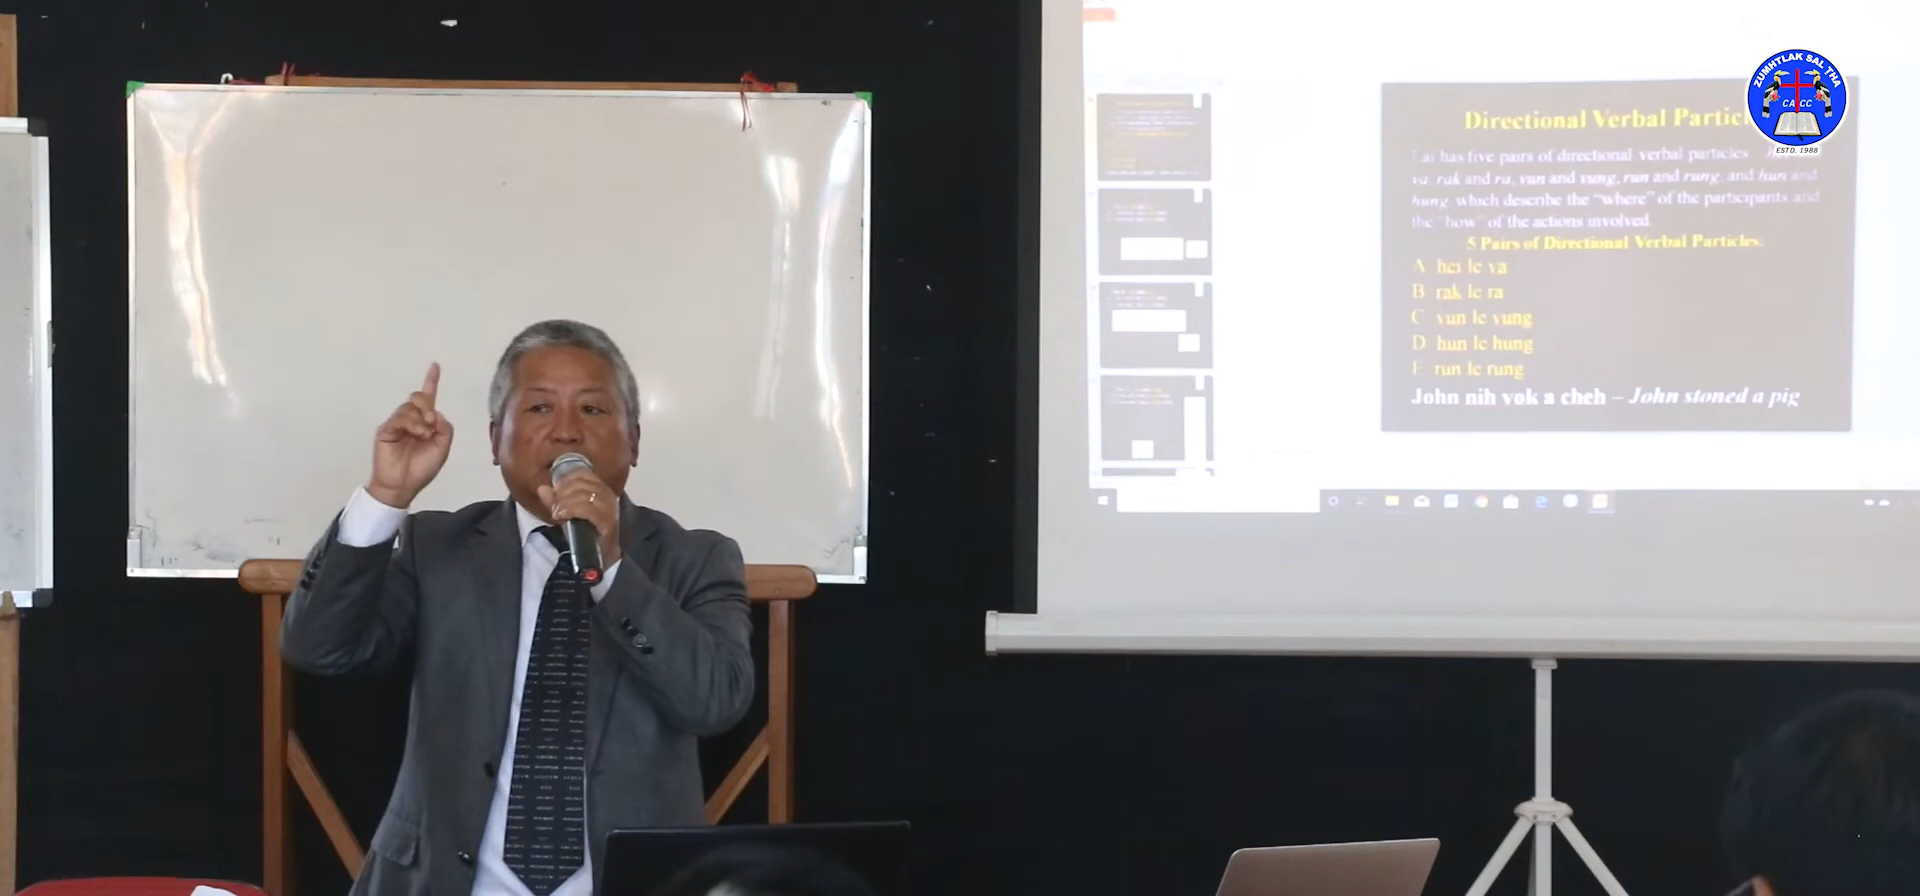 Directional Verbal
Lai has five pairs of directional verbal particles
va, rak and ra, vun and vung, run and rung, and hun and
hung, which describe the “where” of the participants and
the “how” of the actions involved.
5 Pairs of Directional Verbal Particles:
A hei le va
B rak le ra
C vun le vung
D hun le hung
E run le rung
John nih vok a cheh – John stoned a pig
ZUMHTLAK SAL THA
CACC
ESTD. 1988